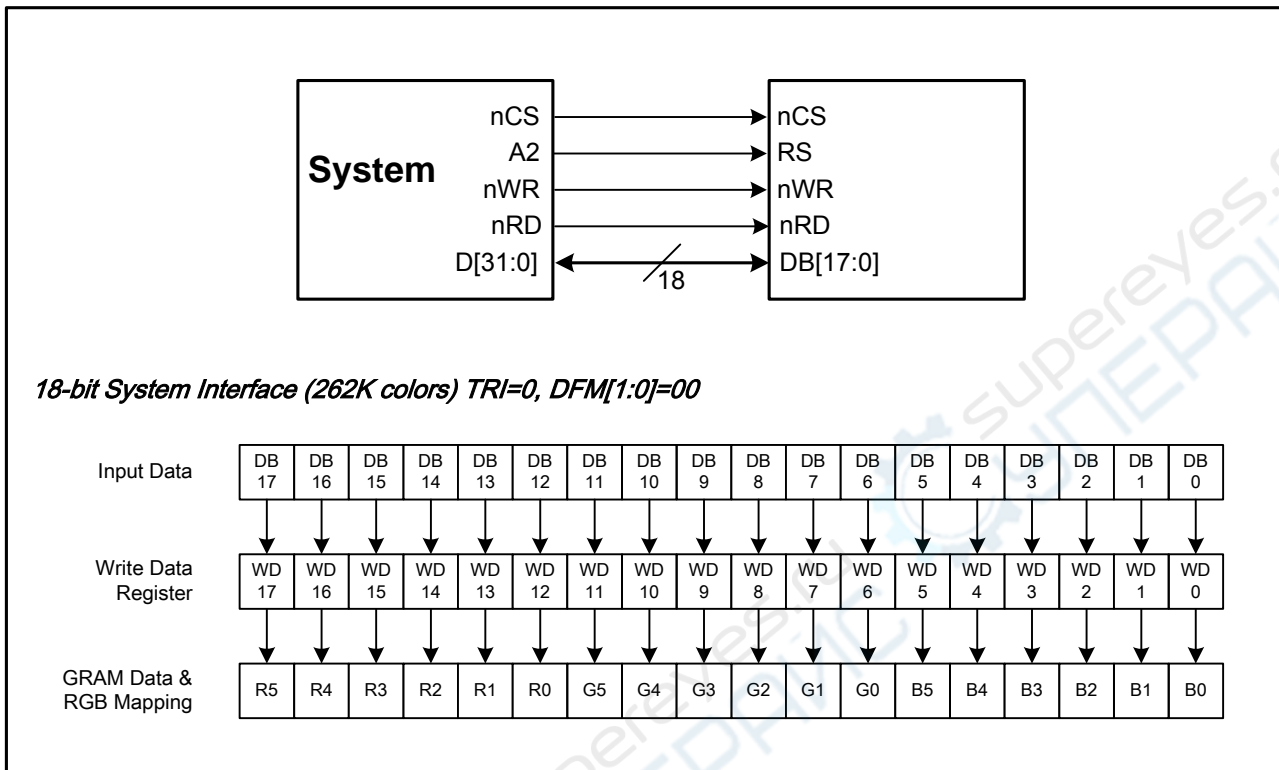 nCS nCS
System A2 RS
nWR nWR
nRD nRD
D[31:0] 18 DB[17:0]
18-bit System Interface (262K colors) TRI=0, DFM[1:0]=00
Input Data DB 17 DB 16 DB 15 DB 14 DB 13 DB 12 DB 11 DB 10 DB 9 DB 8 DB 7 DB 6 DB 5 DB 4 DB 3 DB 2 DB 1 DB 0
Write Data Register WD 17 WD 16 WD 15 WD 14 WD 13 WD 12 WD 11 WD 10 WD 9 WD 8 WD 7 WD 6 WD 5 WD 4 WD 3 WD 2 WD 1 WD 0
GRAM Data & RGB Mapping R5 R4 R3 R2 R1 R0 G5 G4 G3 G2 G1 G0 B5 B4 B3 B2 B1 B0